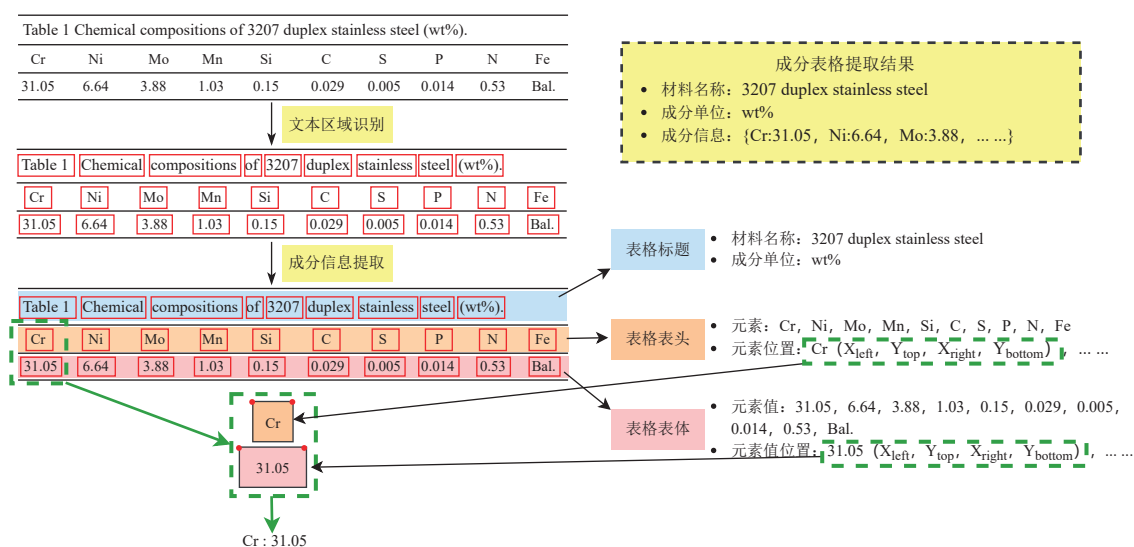 Table 1 Chemical compositions of 3207 duplex stainless steel (wt%).
Cr Ni Mo Mn Si C S P N Fe
31.05 6.64 3.88 1.03 0.15 0.029 0.005 0.014 0.53 Bal.
文本区域识别
Table 1 Chemical compositions of 3207 duplex stainless steel (wt%).
Cr Ni Mo Mn Si C S P N Fe
31.05 6.64 3.88 1.03 0.15 0.029 0.005 0.014 0.53 Bal.
成分信息提取
Table 1 Chemical compositions of 3207 duplex stainless steel (wt%).
Cr Ni Mo Mn Si C S P N Fe
31.05 6.64 3.88 1.03 0.15 0.029 0.005 0.014 0.53 Bal.
Cr
31.05
Cr : 31.05
成分表格提取结果
• 材料名称：3207 duplex stainless steel
• 成分单位：wt%
• 成分信息：{Cr:31.05，Ni:6.64，Mo:3.88，... ...}
表格标题
• 材料名称：3207 duplex stainless steel
• 成分单位：wt%
表格表头
• 元素：Cr，Ni，Mo，Mn，Si，C，S，P，N，Fe
• 元素位置：Cr（Xleft，Ytop，Xright，Ybottom），... ...
表格表体
• 元素值：31.05，6.64，3.88，1.03，0.15，0.029，0.005，
0.014，0.53，Bal.
• 元素值位置：31.05（Xleft，Ytop，Xright，Ybottom），... ...